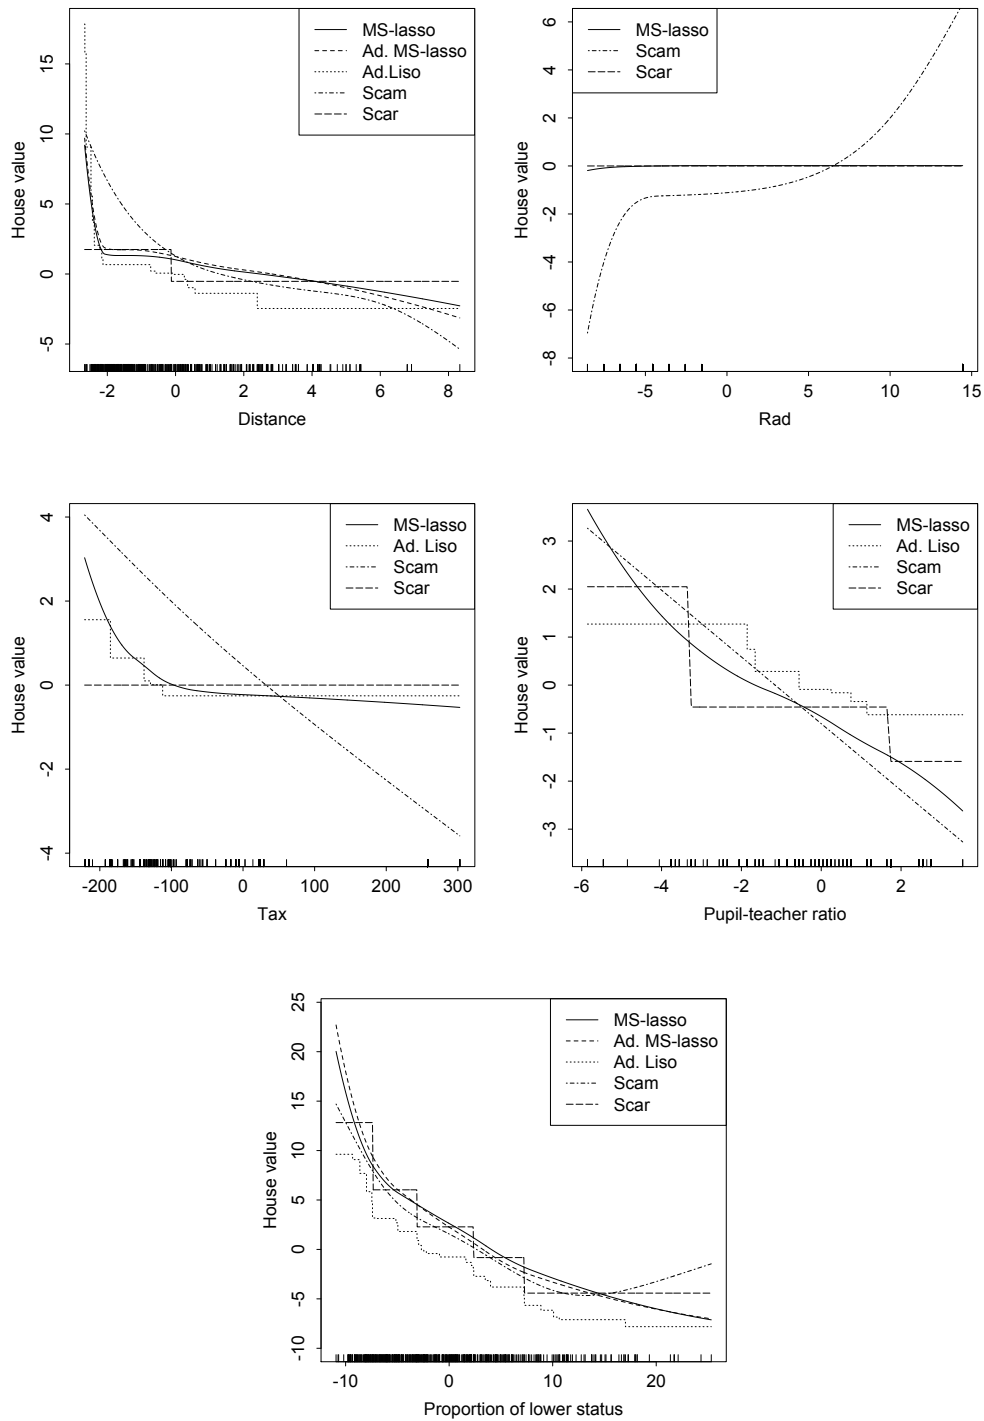 MS-lasso
Ad. MS-lasso
Ad.Liso
Scam
Scar
House value
15
10
5
0
-5
-2
0
2
4
6
8
Distance
MS-lasso
Scam
Scar
House value
6
4
2
0
-2
-4
-6
-8
-5
0
5
10
15
Rad
MS-lasso
Ad. Liso
Scam
Scar
House value
4
2
0
-2
-4
-200
-100
0
100
200
300
Tax
MS-lasso
Ad. Liso
Scam
Scar
House value
3
2
1
0
-1
-2
-3
-6
-4
-2
0
2
Pupil-teacher ratio
MS-lasso
Ad. MS-lasso
Ad. Liso
Scam
Scar
House value
25
20
15
10
5
0
-5
-10
-10
0
10
20
Proportion of lower status